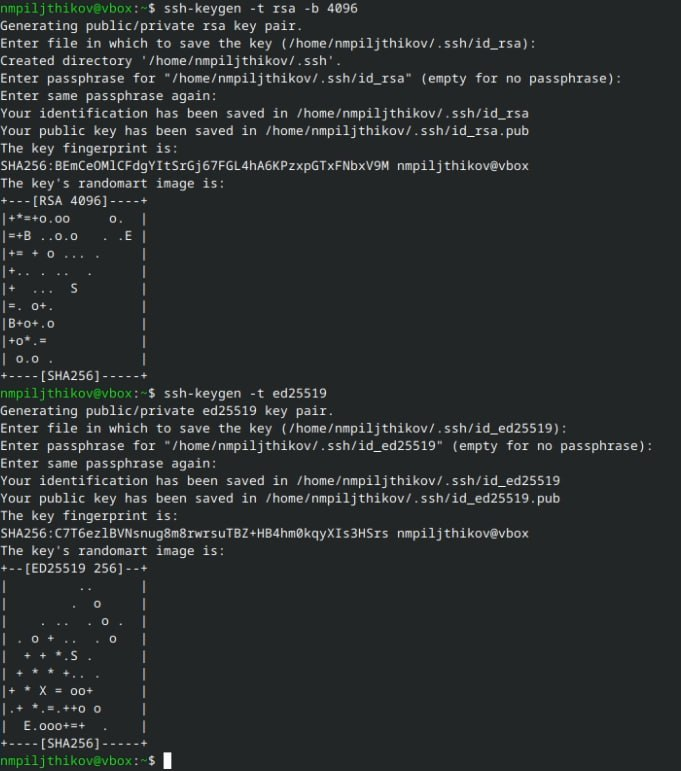 nmpiljthikov@vbox:~$ ssh-keygen -t rsa -b 4096
Generating public/private rsa key pair.
Enter file in which to save the key (/home/nmpiljthikov/.ssh/id_rsa):
Created directory '/home/nmpiljthikov/.ssh'.
Enter passphrase for "/home/nmpiljthikov/.ssh/id_rsa" (empty for no passphrase):
Enter same passphrase again:
Your identification has been saved in /home/nmpiljthikov/.ssh/id_rsa
Your public key has been saved in /home/nmpiljthikov/.ssh/id_rsa.pub
The key fingerprint is:
SHA256:BEmCeOMlCFdgYItSrGj67FGL4hA6KPzxpGTxFNbxV9M nmpiljthikov@vbox
The key's randomart image is:
+---[RSA 4096]----+
|+*=+o.oo     o.  |
|=+B ..o.o   . .E |
|+= + o ... .     |
|+.. . ..  .      |
|+  ...  S        |
|=. o+.           |
|B+o+.o           |
|+o*.=            |
| o.o .           |
+----[SHA256]-----+
nmpiljthikov@vbox:~$ ssh-keygen -t ed25519
Generating public/private ed25519 key pair.
Enter file in which to save the key (/home/nmpiljthikov/.ssh/id_ed25519):
Enter passphrase for "/home/nmpiljthikov/.ssh/id_ed25519" (empty for no passphrase):
Enter same passphrase again:
Your identification has been saved in /home/nmpiljthikov/.ssh/id_ed25519
Your public key has been saved in /home/nmpiljthikov/.ssh/id_ed25519.pub
The key fingerprint is:
SHA256:C7T6ezlBVNsnug8m8rwrsuTBZ+HB4hm0kqyXIs3HSrs nmpiljthikov@vbox
The key's randomart image is:
+--[ED25519 256]--+
|         ..      |
|        .  o     |
|    . ..  . o .  |
| . o + ..  . o   |
|  + + *.S .      |
| + * * +.. .     |
|+ * X = oo+      |
|.+ *.=.++o o     |
|  E.ooo+=+  .    |
+----[SHA256]-----+
nmpiljthikov@vbox:~$